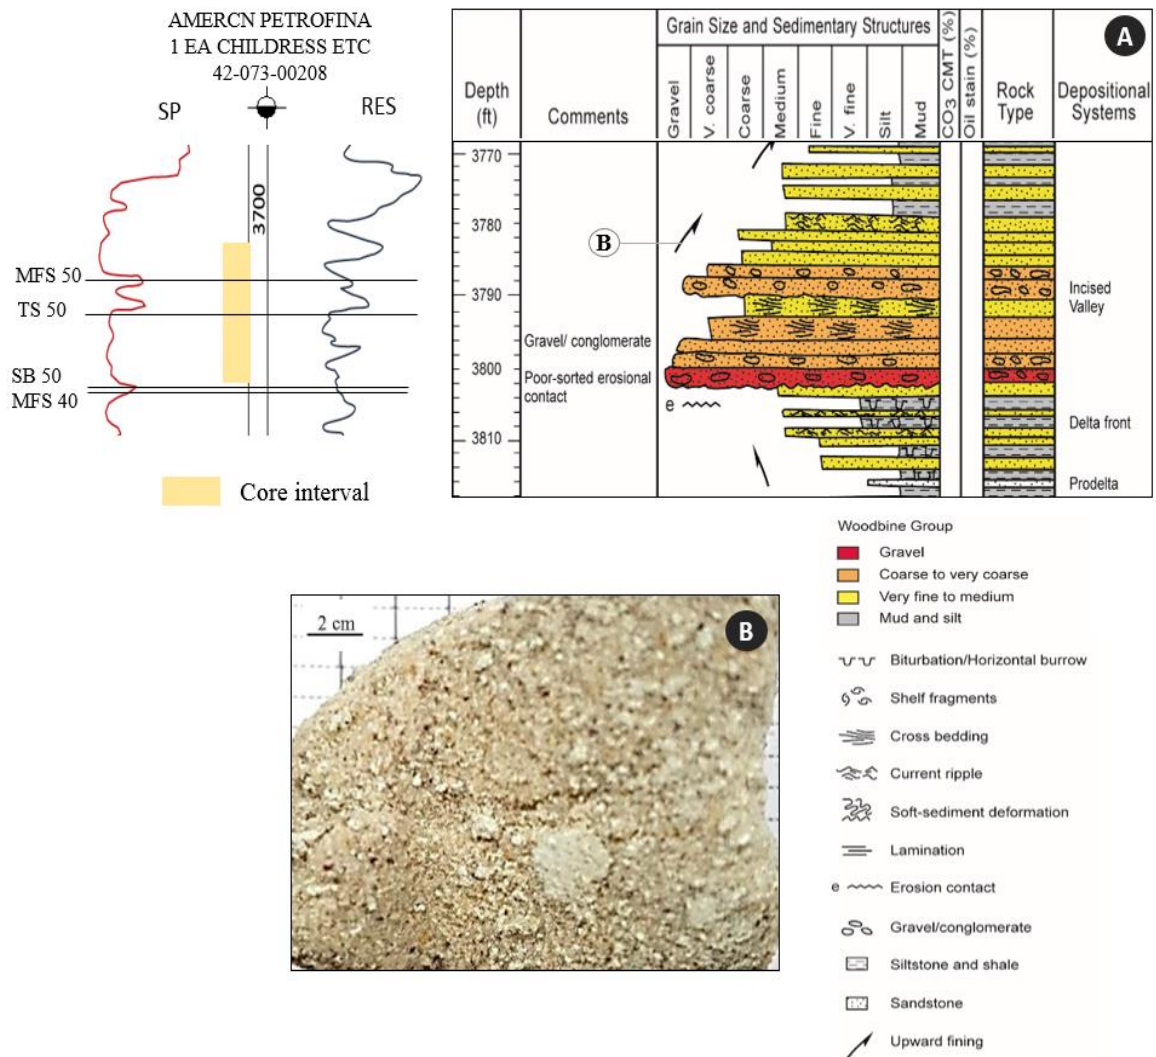 AMERCN PETROFINA
1 EA CHILDRESS ETC
42-073-00208
SP
RES
3700
MFS 50
TS 50
SB 50
MFS 40
Core interval
A
Depth
(ft)
Comments
Grain Size and Sedimentary Structures
Gravel
V. coarse
Coarse
Medium
Fine
V. fine
Silt
Mud
CO3 CMT (%)
Oil stain (%)
Rock
Type
Depositional
Systems
3770
3780
3790
3800
3810
B
Gravel/ conglomerate
Poor-sorted erosional
contact
e
Incised
Valley
Delta front
Prodelta
2 cm
B
Woodbine Group
Gravel
Coarse to very coarse
Very fine to medium
Mud and silt
Biturbation/Horizontal burrow
Shelf fragments
Cross bedding
Current ripple
Soft-sediment deformation
Lamination
e Erosion contact
Gravel/conglomerate
Siltstone and shale
Sandstone
Upward fining